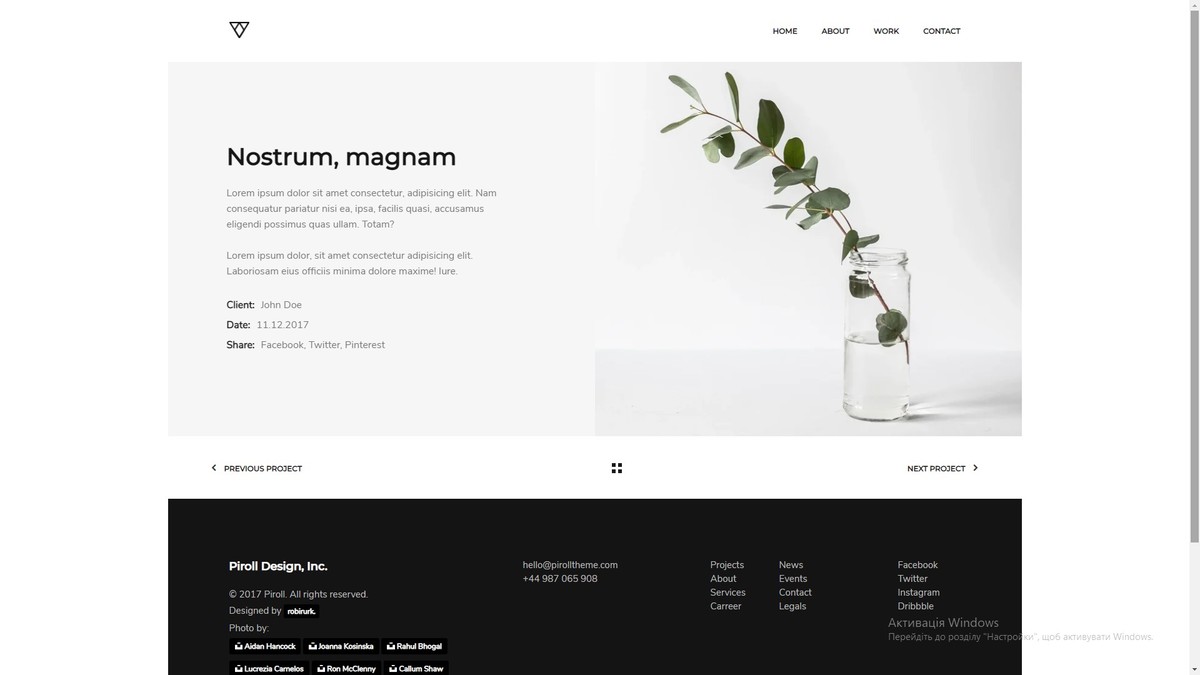 HOME ABOUT WORK CONTACT
Nostrum, magnam
Lorem ipsum dolor sit amet consectetur, adipisicing elit. Nam
consequatur pariatur nisi ea, ipsa, facilis quasi, accusamus
eligendi possimus quas ullam. Totam?
Lorem ipsum dolor, sit amet consectetur adipisicing elit.
Laboriosam eius officiis minima dolore maxime! Iure.
Client: John Doe
Date: 11.12.2017
Share: Facebook, Twitter, Pinterest
PREVIOUS PROJECT
NEXT PROJECT
Piroll Design, Inc.
© 2017 Piroll. All rights reserved.
Designed by robirurk.
Photo by:
Aidan Hancock Joanna Kosinska Rahul Bhogal
Lucrezia Carnelos Ron McClenny Callum Shaw
hello@pirolltheme.com
+44 987 065 908
Projects
About
Services
Carreer
News
Events
Contact
Legals
Facebook
Twitter
Instagram
Dribbble
Активація Windows
Перейдіть до розділу "Настройки", щоб активувати Windows.